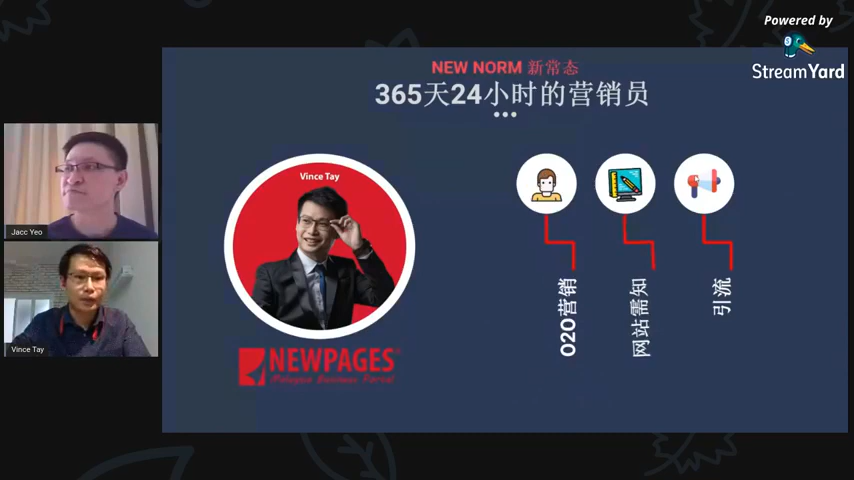 Powered by
StreamYard
NEW NORM 新常态
365天24小时的营销员
Vince Tay
NEWPAGES
Malaysia Business Portal
O2O营销
网站需知
引流
Jacc Yeo
Vince Tay